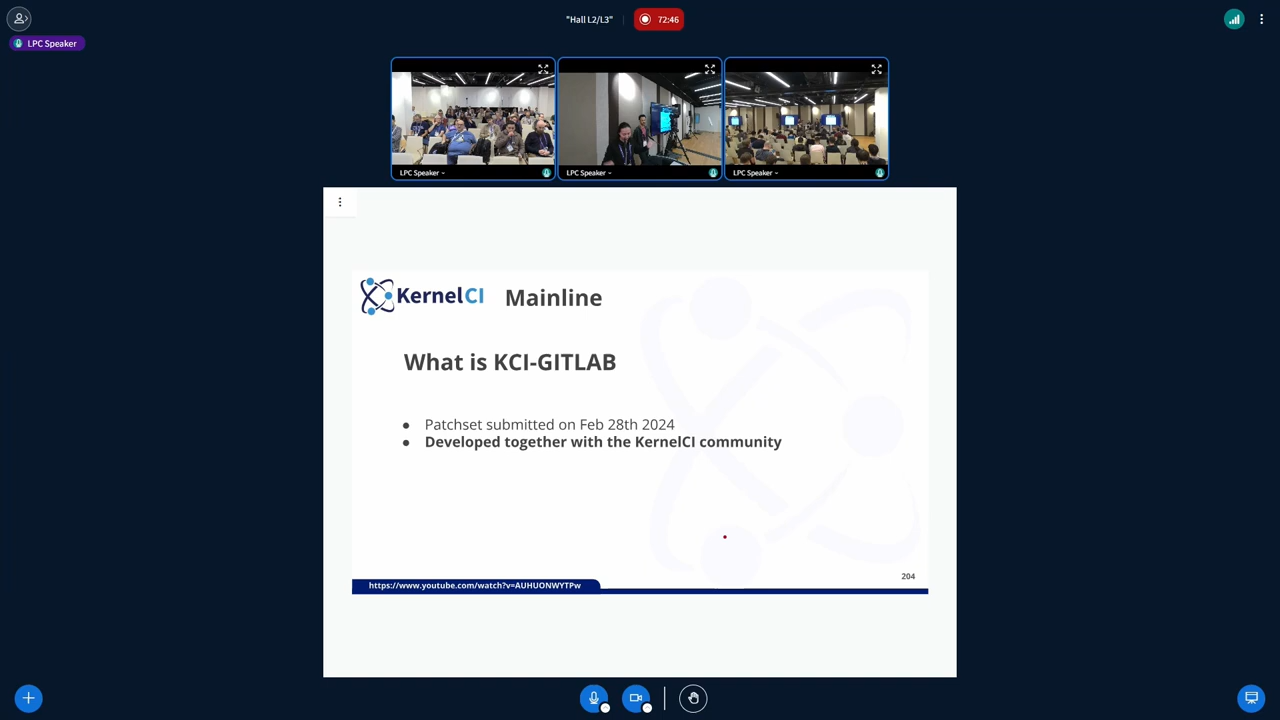 "Hall L2/L3"
72:46
LPC Speaker
LPC Speaker
LPC Speaker
LPC Speaker
KernelCI
Mainline
What is KCI-GITLAB
● Patchset submitted on Feb 28th 2024
● Developed together with the KernelCI community
204
https://www.youtube.com/watch?v=AUHUONWYTPw